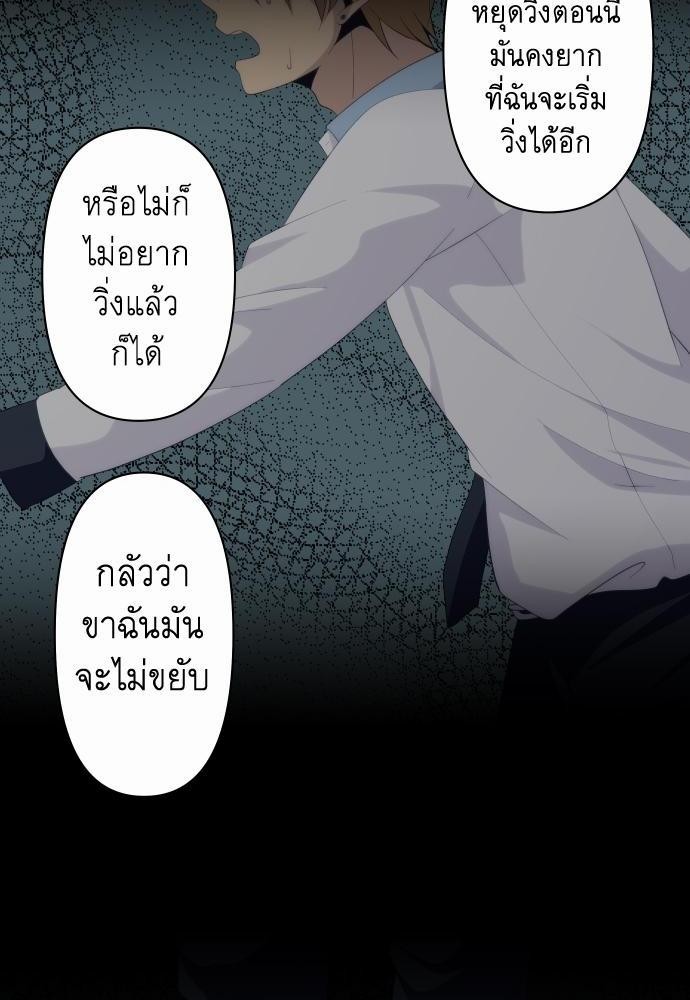 หยุดวิ่งตอนนี้
มันคงยาก
ที่ฉันจะเริ่ม
วิ่งได้อีก
หรือไม่ก็
ไม่อยาก
วิ่งแล้ว
ก็ได้
กลัวว่า
ขาฉันมัน
จะไม่ขยับ